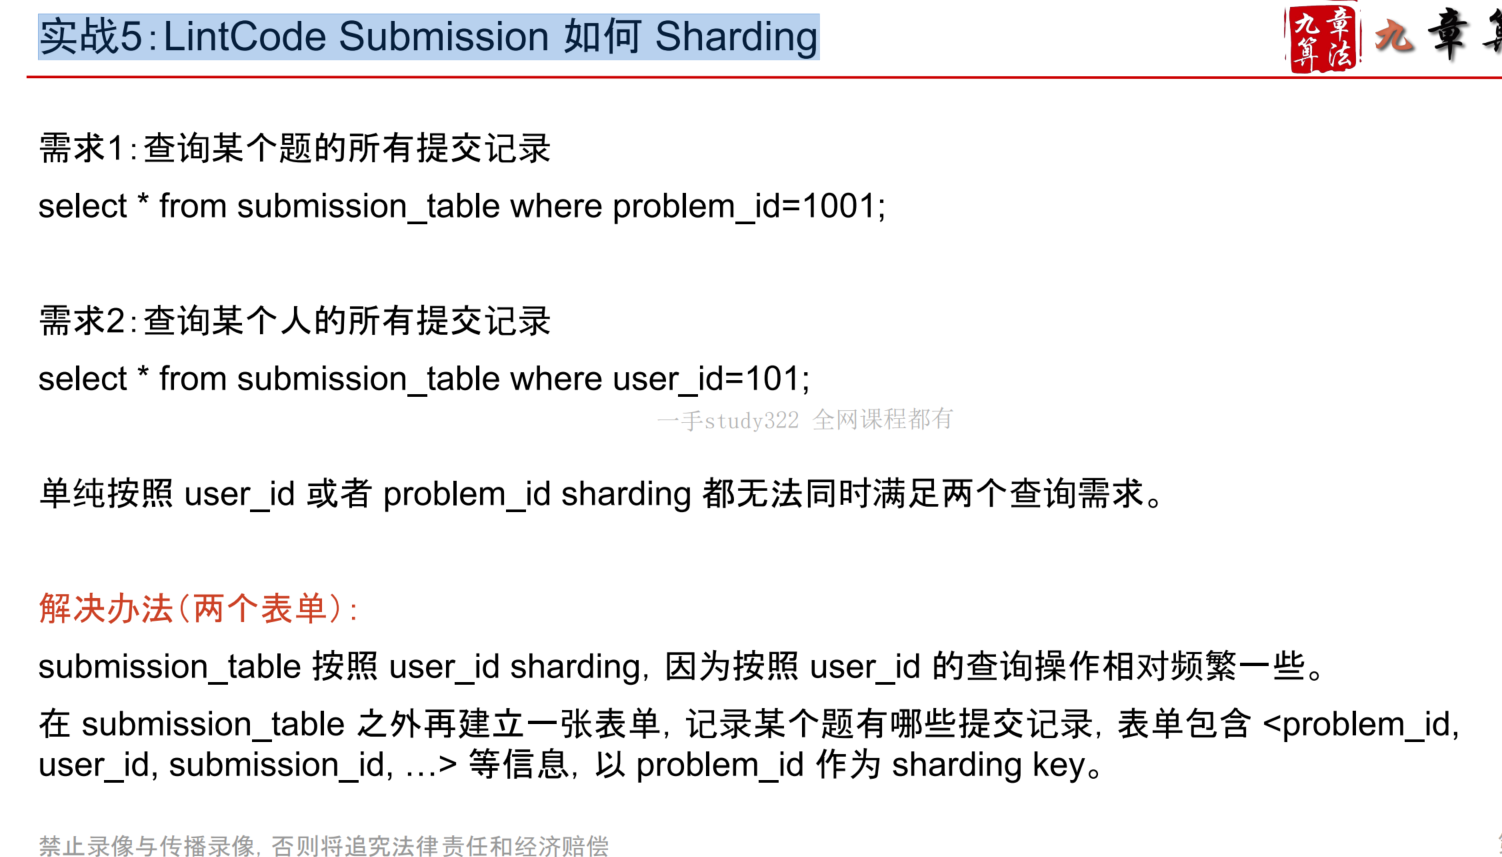 实战5:LintCode Submission 如何 Sharding
九章算法
九章
需求1:查询某个题的所有提交记录
select * from submission_table where problem_id=1001;
需求2:查询某个人的所有提交记录
select * from submission_table where user_id=101;
一手study322 全网课程都有
单纯按照 user_id 或者 problem_id sharding 都无法同时满足两个查询需求。
解决办法(两个表单):
submission_table 按照 user_id sharding, 因为按照 user_id 的查询操作相对频繁一些。
在 submission_table 之外再建立一张表单, 记录某个题有哪些提交记录, 表单包含 <problem_id,
user_id, submission_id, …> 等信息, 以 problem_id 作为 sharding key。
禁止录像与传播录像, 否则将追究法律责任和经济赔偿